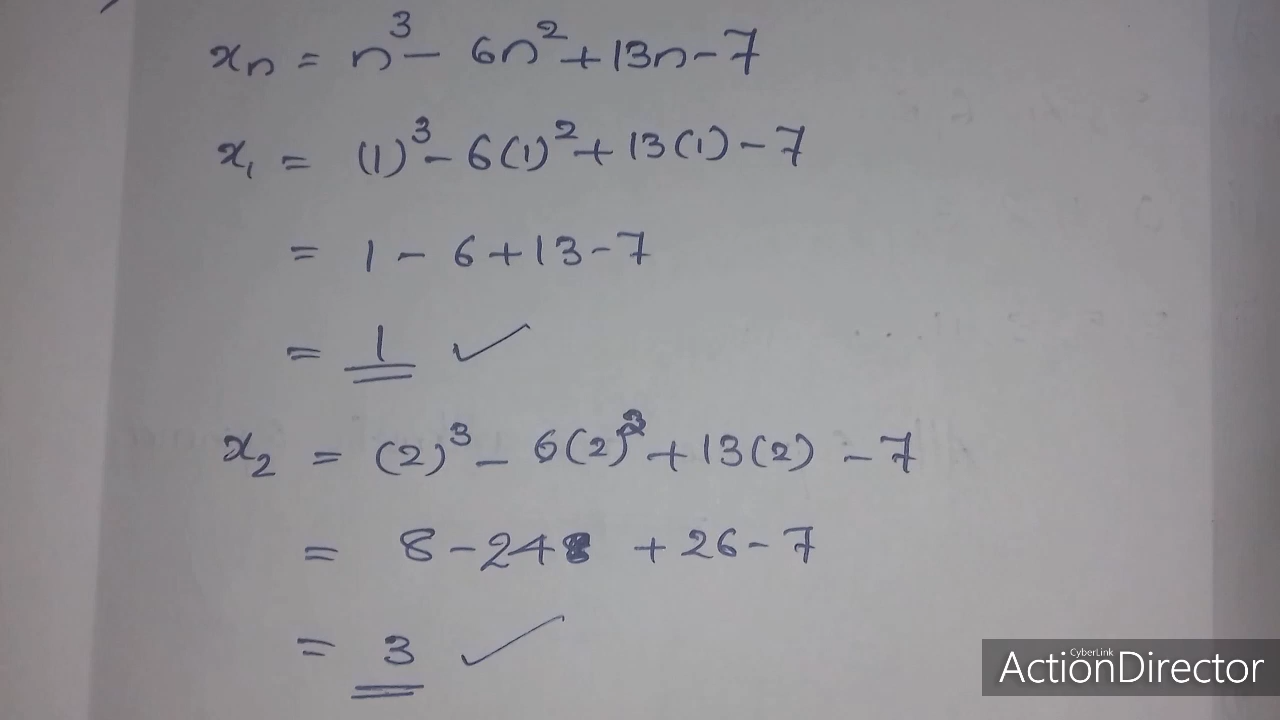 xₙ = n³ - 6n² + 13n - 7
x₁ = (1)³ - 6(1)² + 13(1) - 7
= 1 - 6 + 13 - 7
= 1 ✓
x₂ = (2)³ - 6(2)² + 13(2) - 7
= 8 - 24 + 26 - 7
= 3 ✓
CyberLink
ActionDirector